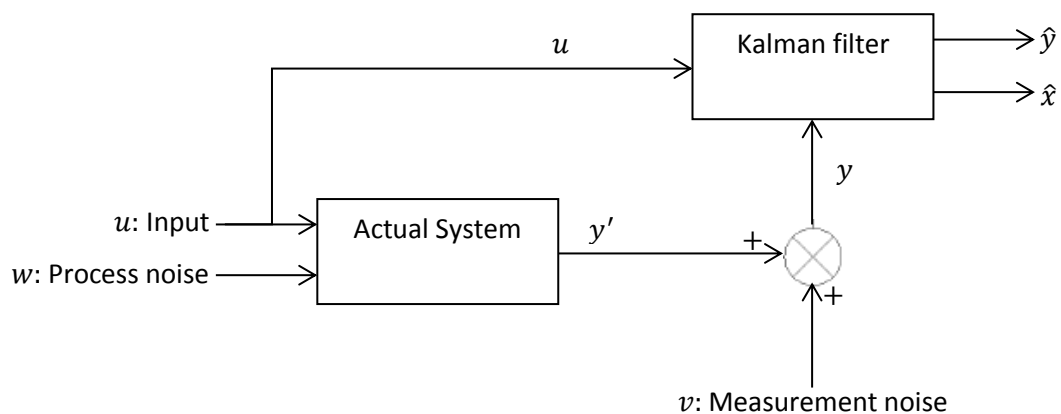 Kalman filter
u
ŷ
x̂
y
u: Input
Actual System
y′
+
w: Process noise
+
v: Measurement noise